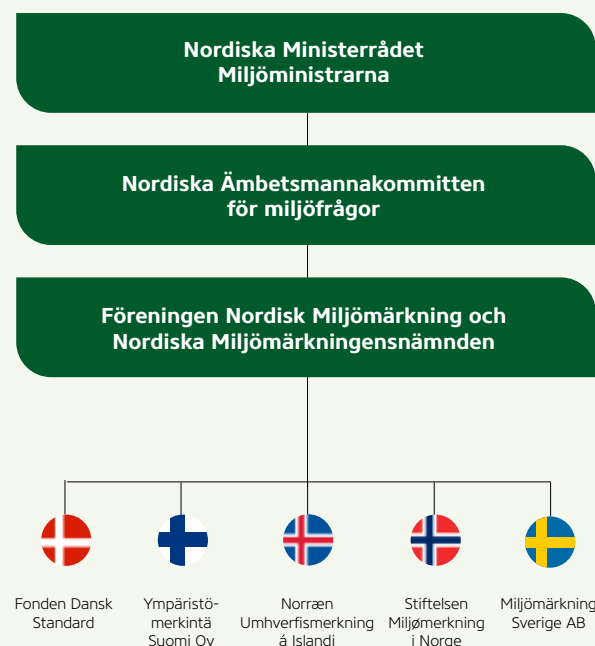 Nordiska Ministerrådet
Miljöministrarna
Nordiska Ämbetsmannakommitten
för miljöfrågor
Föreningen Nordisk Miljömärkning och
Nordiska Miljömärkningensnämnden
Fonden Dansk
Standard
Ympäristö-
merkintä
Suomi Oy
Norræn
Umhverfismerkning
á Islandi
Stiftelsen
Miljømerkning
i Norge
Miljömärkning
Sverige AB